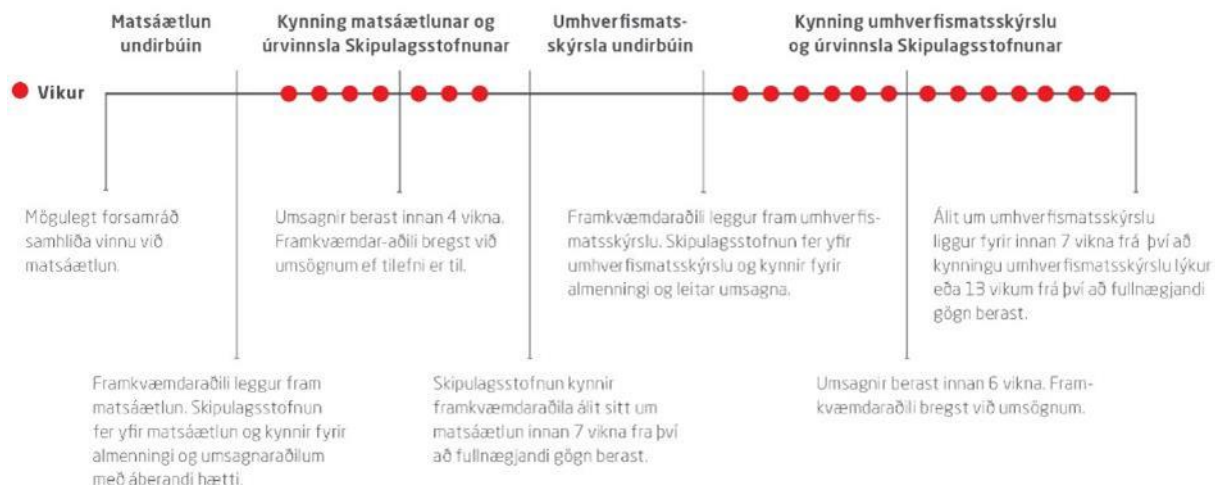 Matsáætlun
undirbúin
Kynning matsáætlunar og
úrvinnsla Skipulagsstofnunar
Umhverfismats-
skýrsla undirbúin
Kynning umhverfismatsskýrslu
og úrvinnsla Skipulagsstofnunar
Vikur
Mögulegt forsamráð
samhliða vinnu við
matsáætlun.
Umsagnir berast innan 4 vikna.
Framkvæmdar-aðili bregst við
umsögnum ef tilefni er til.
Framkvæmdaraðili leggur fram umhverfis-
matsskýrslu. Skipulagsstofnun fer yfir
umhverfismatsskýrslu og kynnir fyrir
almenningi og leitar umsagna.
Álit um umhverfismatsskýrslu
liggur fyrir innan 7 vikna frá því að
kynningu umhverfismatsskýrslu lýkur
eða 13 vikum frá því að fullnægjandi
gögn berast.
Framkvæmdaraðili leggur fram
matsáætlun. Skipulagsstofnun
fer yfir matsáætlun og kynnir fyrir
almenningi og umsagnaraðilum
með áberandi hætti.
Skipulagsstofnun kynnir
framkvæmdaraðila álit sitt um
matsáætlun innan 7 vikna fra því
að fullnægjandi gögn berast.
Umsagnir berast innan 6 vikna. Fram-
kvæmdaraðili bregst við umsögnum.